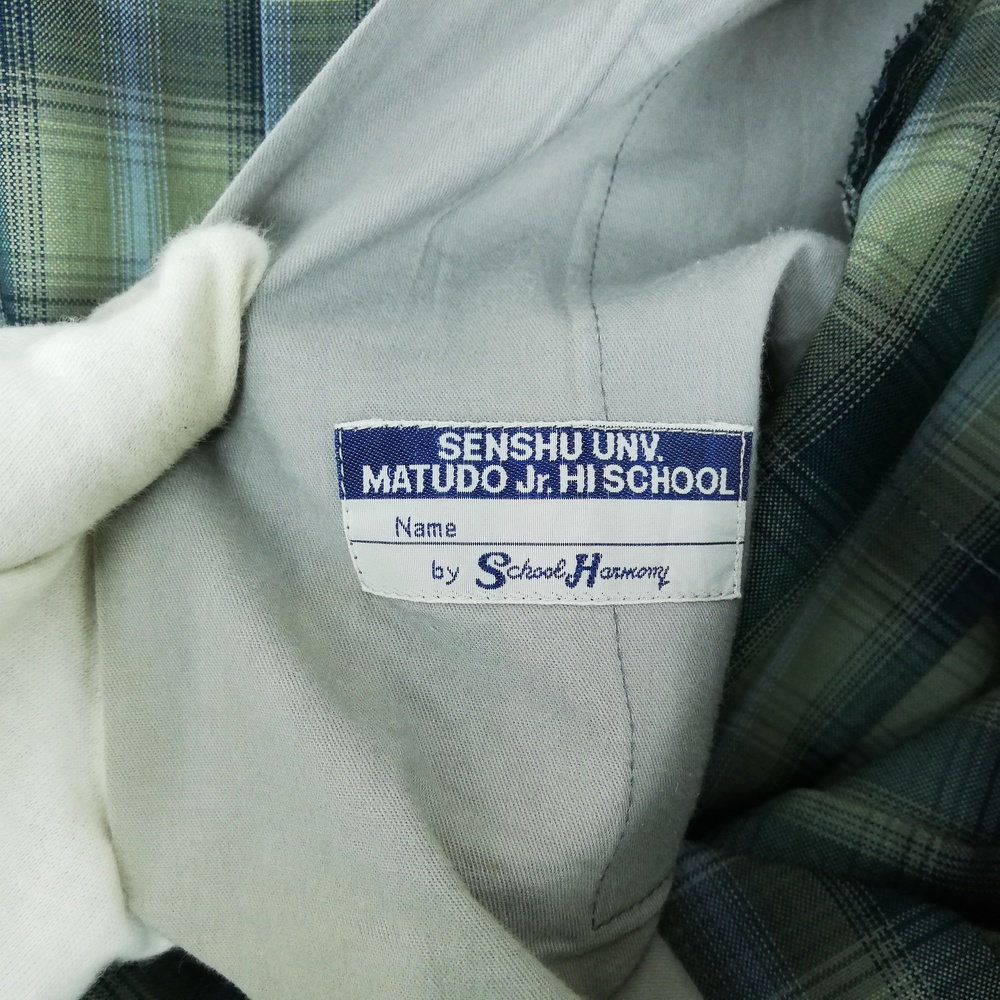 SENSHU UNV.
MATUDO Jr. HI SCHOOL
Name
by School Harmony